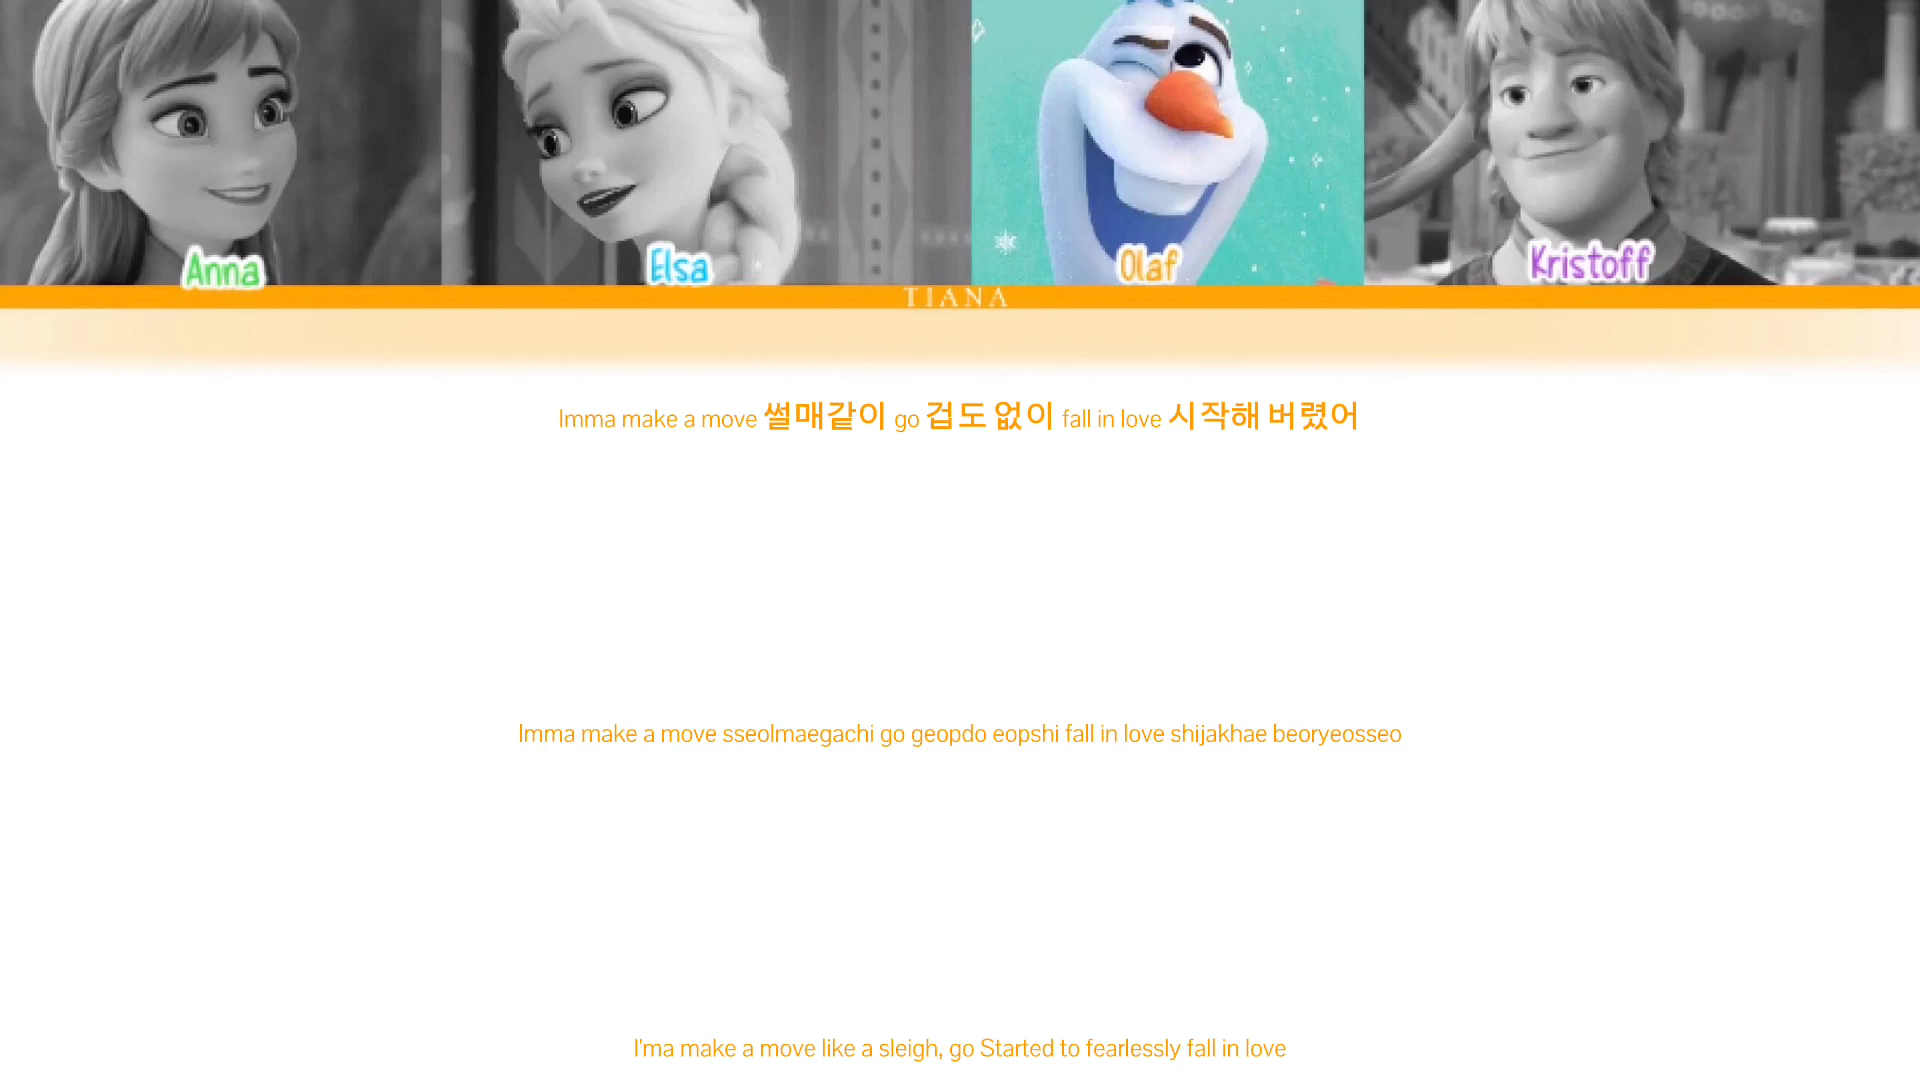 Anna
Elsa
Olaf
Kristoff
TIANA
Imma make a move 썰매같이 go 겁도 없이 fall in love 시작해 버렸어
Imma make a move sseolmaegachi go geopdo eopshi fall in love shijakhae beoryeosseo
I'ma make a move like a sleigh, go Started to fearlessly fall in love